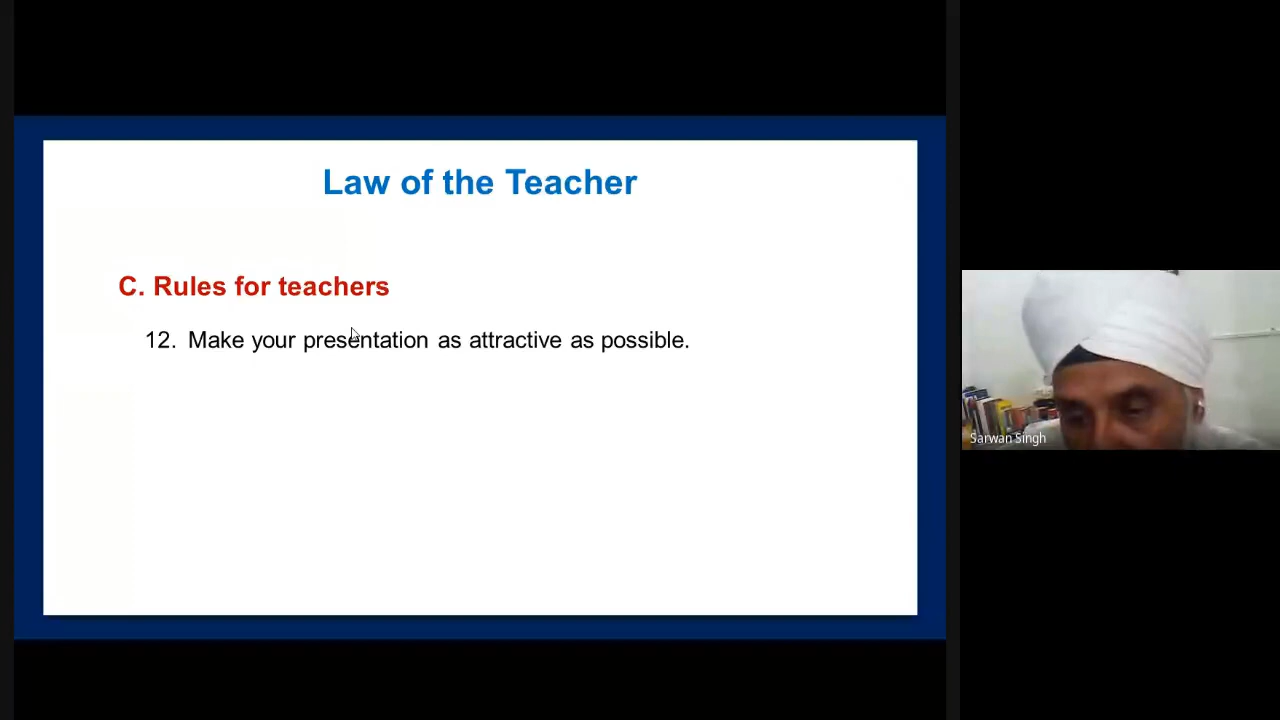 Law of the Teacher
C. Rules for teachers
12. Make your presentation as attractive as possible.
Sarwan Singh